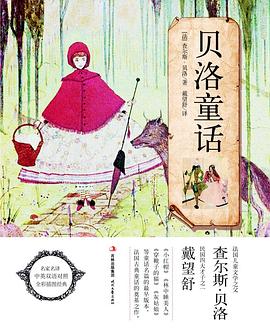 [法] 查尔斯·贝洛 著
戴望舒 译
贝洛童话
法国儿童文学之父
查尔斯·贝洛
民国四大才子之一
戴望舒
《小红帽》《林中睡美人》
《穿靴子的猫》《灰姑娘》
等童话名篇的最早版本，
法国古典童话的奠基之作。
名家名译
中英双语对照
全彩插图经典